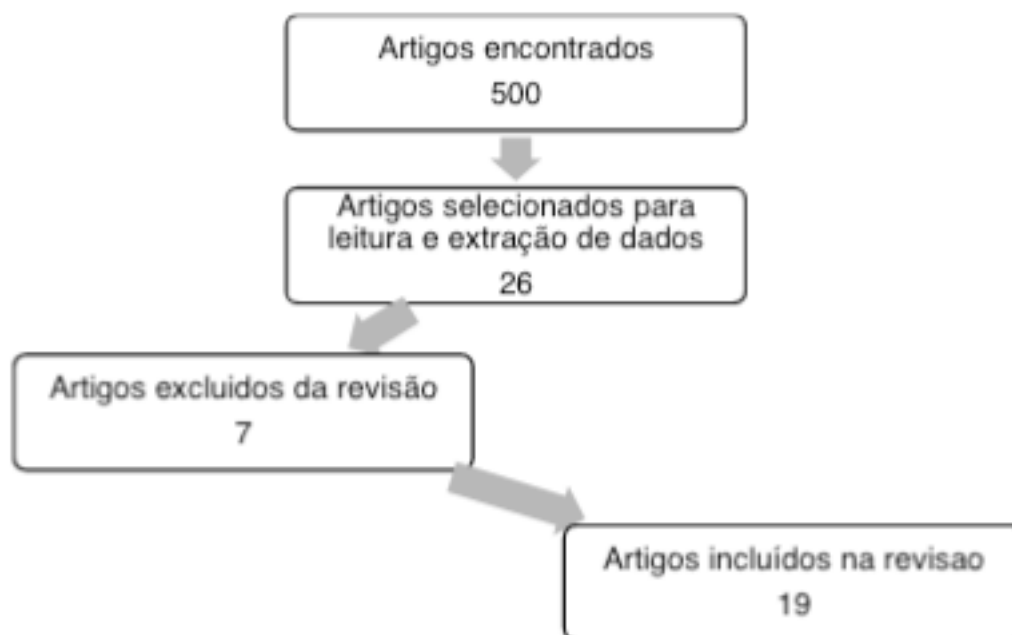 Artigos encontrados
500
Artigos selecionados para
leitura e extração de dados
26
Artigos excluidos da revisão
7
Artigos incluídos na revisao
19